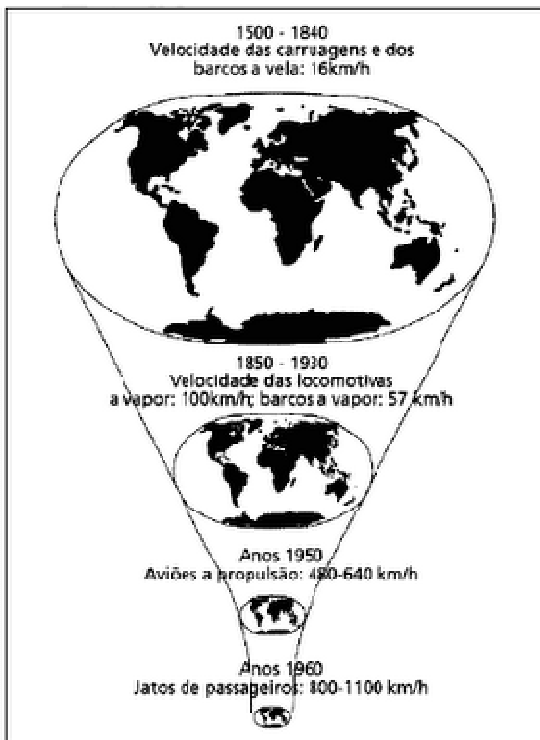 1500 - 1840
Velocidade das carruagens e dos
barcos a vela: 16km/h
1850 - 1930
Velocidade das locomotivas
a vapor: 100km/h; barcos a vapor: 57 km/h
Anos 1950
Aviões a propulsão: 480-640 km/h
Anos 1960
Jatos de passageiros: 800-1100 km/h